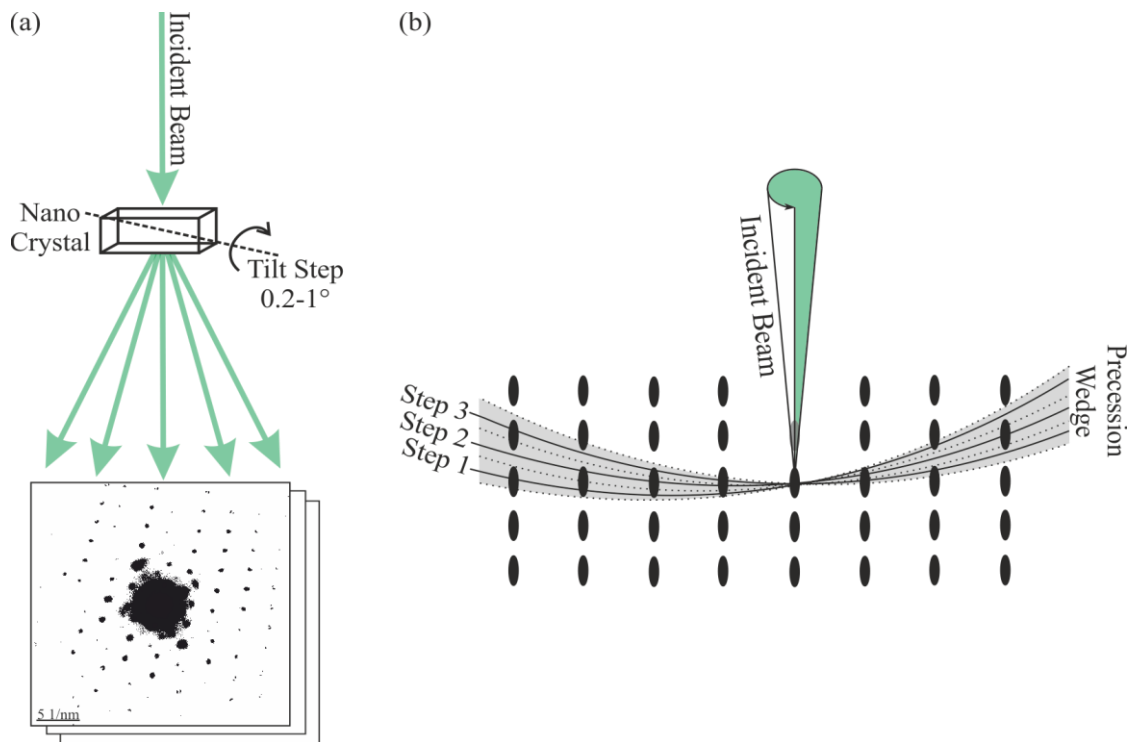 (a)
Incident Beam
Nano
Crystal
Tilt Step
0.2-1°
5 1/nm
(b)
Incident Beam
Step 3
Step 2
Step 1
Precession
Wedge